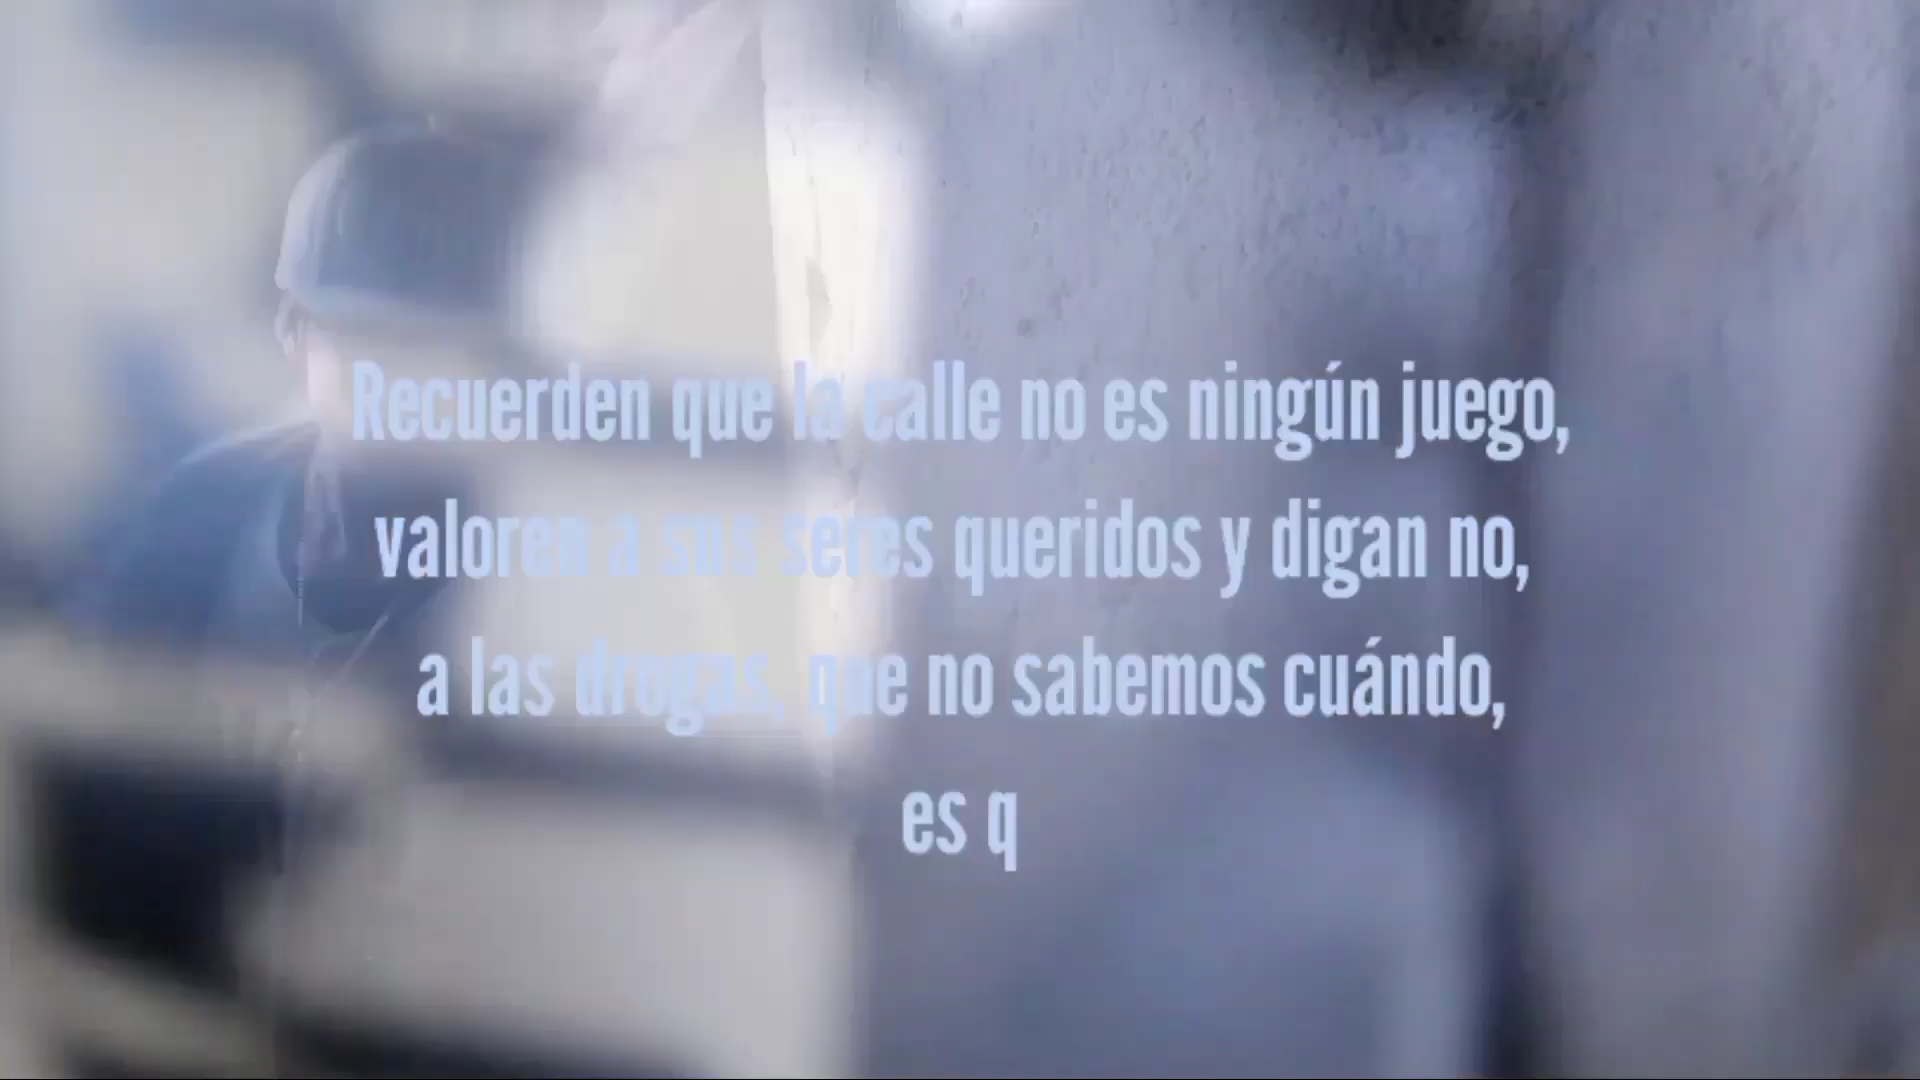 Recuerden que la calle no es ningún juego,
valoren a sus seres queridos y digan no,
a las drogas, que no sabemos cuándo,
es q